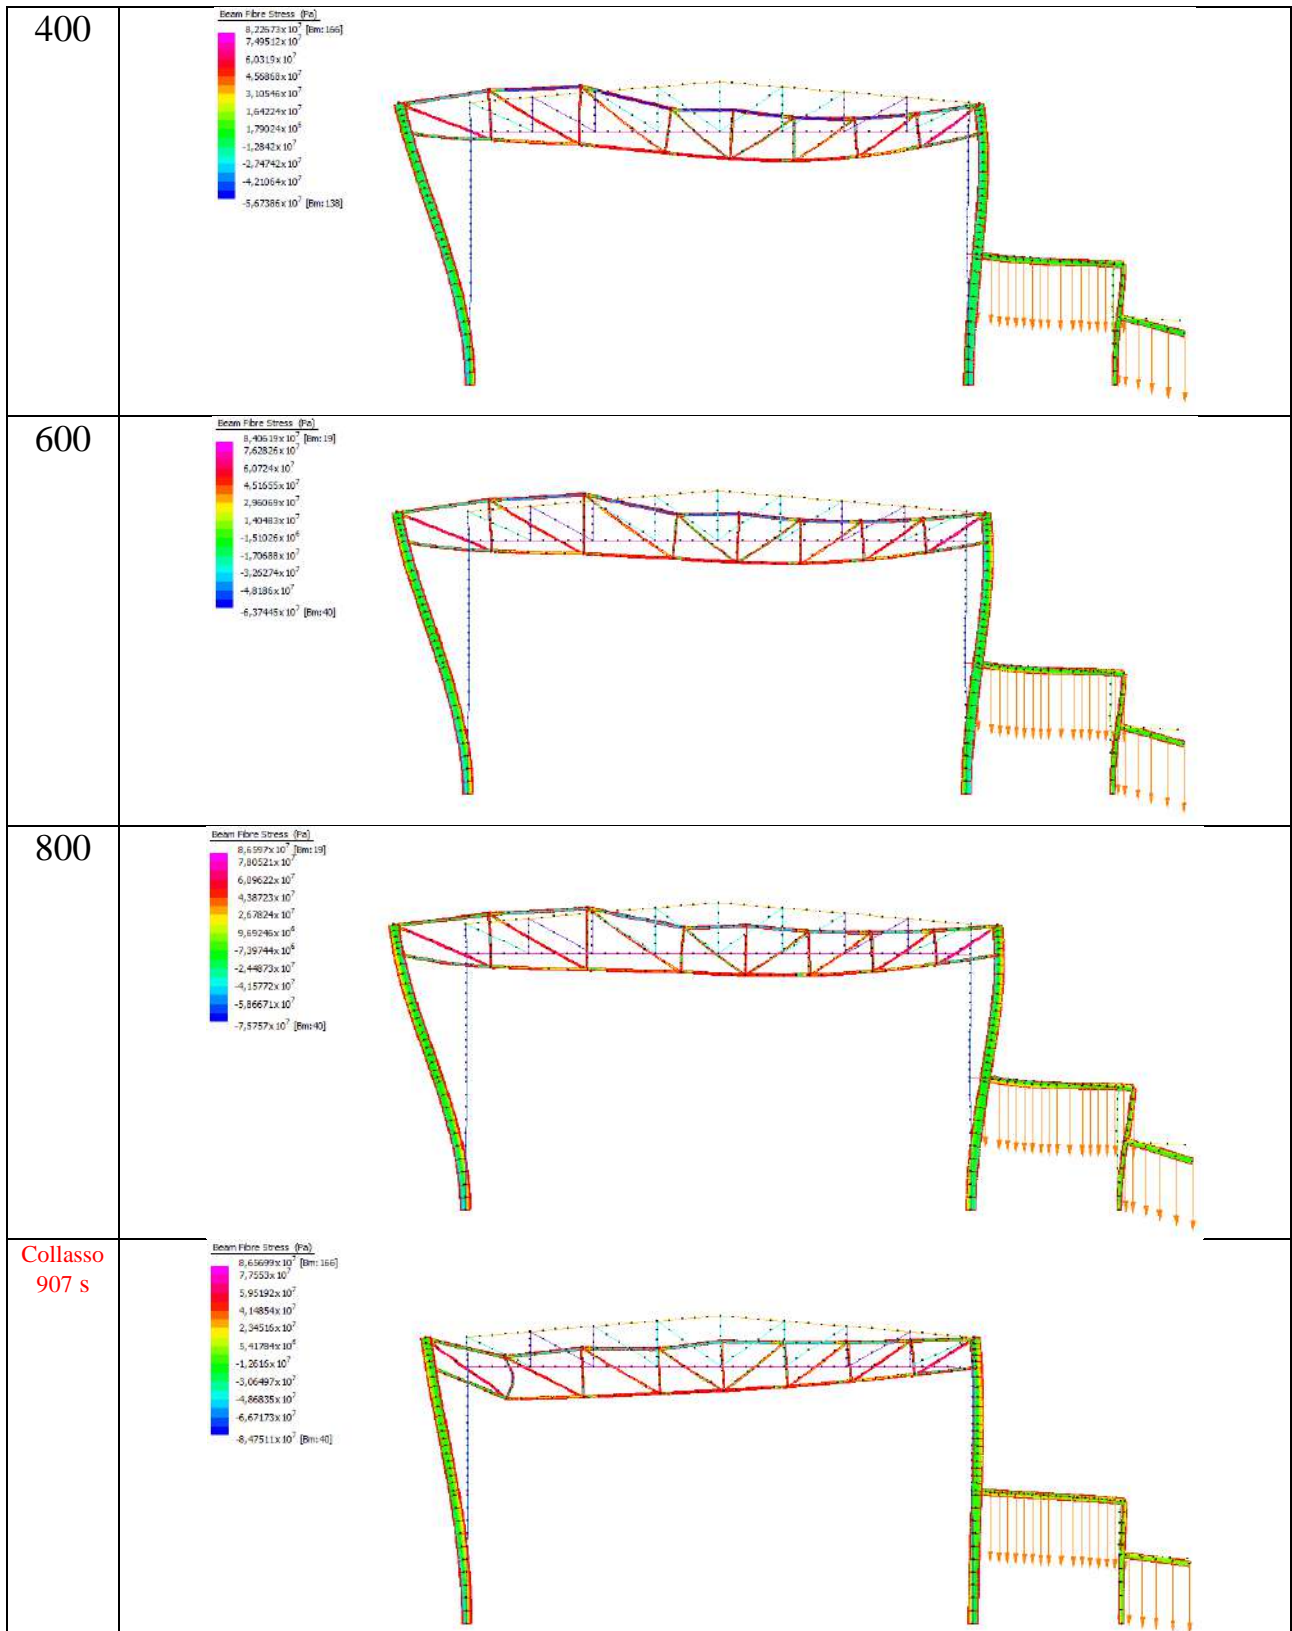 400
Beam Fibre Stress (Pa)
8,22673x10⁷ [Bm:166]
7,49512x10⁷
6,0319x10⁷
4,56868x10⁷
3,10546x10⁷
1,64224x10⁷
1,79024x10⁶
-1,2842x10⁷
-2,74742x10⁷
-4,21064x10⁷
-5,67386x10⁷ [Bm:138]
600
Beam Fibre Stress (Pa)
8,40619x10⁷ [Bm:19]
7,62826x10⁷
6,0724x10⁷
4,51655x10⁷
2,96069x10⁷
1,40483x10⁷
-1,51026x10⁶
-1,70688x10⁷
-3,26274x10⁷
-4,8186x10⁷
-6,37445x10⁷ [Bm:40]
800
Beam Fibre Stress (Pa)
8,6597x10⁷ [Bm:19]
7,80521x10⁷
6,09622x10⁷
4,38723x10⁷
2,67824x10⁷
9,69246x10⁶
-7,39744x10⁶
-2,44873x10⁷
-4,15772x10⁷
-5,86671x10⁷
-7,5757x10⁷ [Bm:40]
Collasso
907 s
Beam Fibre Stress (Pa)
8,65699x10⁷ [Bm:166]
7,7553x10⁷
5,95192x10⁷
4,14854x10⁷
2,34516x10⁷
5,41784x10⁶
-1,2616x10⁷
-3,06497x10⁷
-4,86835x10⁷
-6,67173x10⁷
-8,47511x10⁷ [Bm:40]